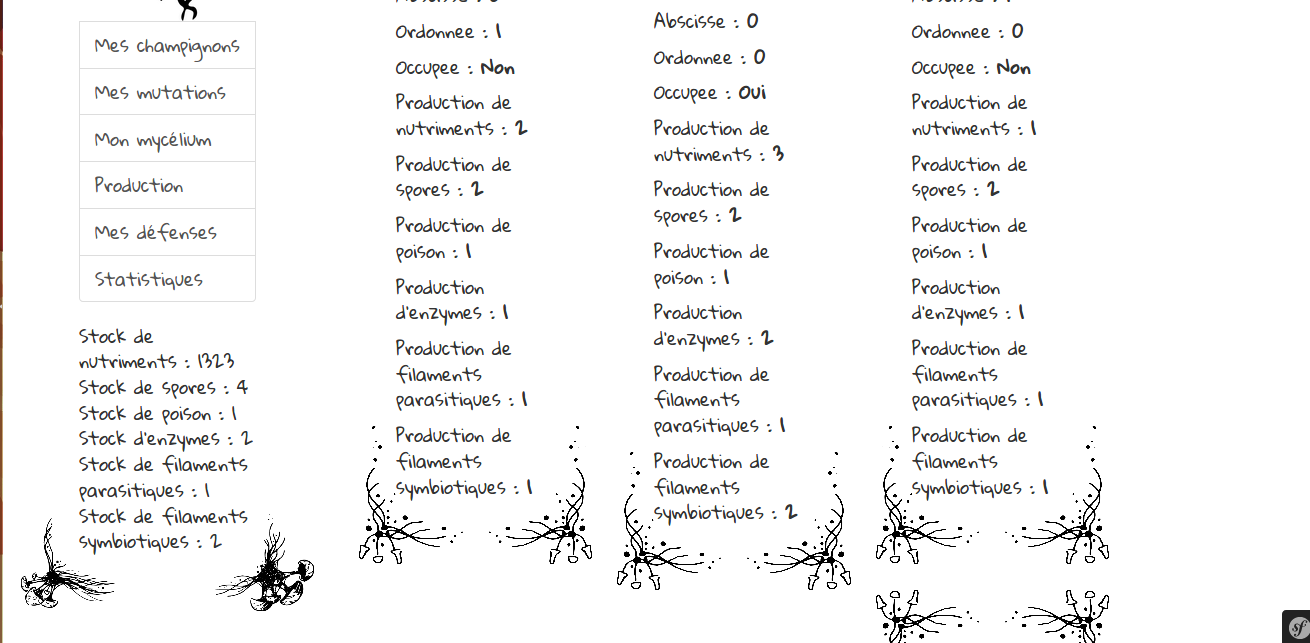 Mes champignons
Mes mutations
Mon mycélium
Production
Mes défenses
Statistiques
Stock de
nutriments : 1323
Stock de spores : 4
Stock de poison : 1
Stock d'enzymes : 2
Stock de filaments
parasitiques : 1
Stock de filaments
symbiotiques : 2
Ordonnee : 1
Occupee : Non
Production de
nutriments : 2
Production de
spores : 2
Production de
poison : 1
Production
d'enzymes : 1
Production de
filaments
parasitiques : 1
Production de
filaments
symbiotiques : 1
Abscisse : 0
Ordonnee : 0
Occupee : Oui
Production de
nutriments : 3
Production de
spores : 2
Production de
poison : 1
Production
d'enzymes : 2
Production de
filaments
parasitiques : 1
Production de
filaments
symbiotiques : 2
Ordonnee : 0
Occupee : Non
Production de
nutriments : 1
Production de
spores : 2
Production de
poison : 1
Production
d'enzymes : 1
Production de
filaments
parasitiques : 1
Production de
filaments
symbiotiques : 1
sf